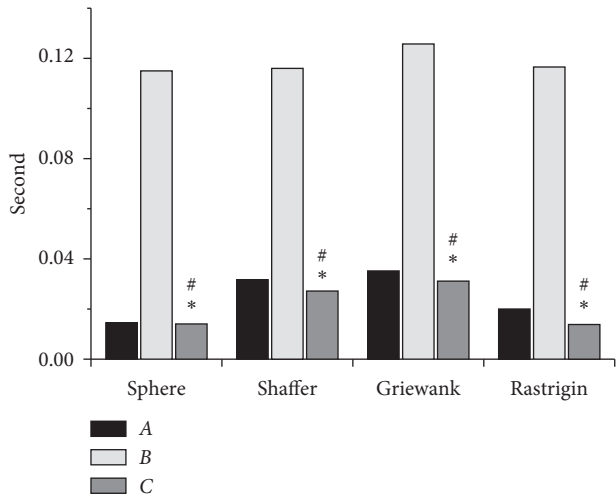 Second
0.12
0.08
0.04
0.00
#
*
#
*
#
*
#
*
Sphere Shaffer Griewank Rastrigin
A
B
C